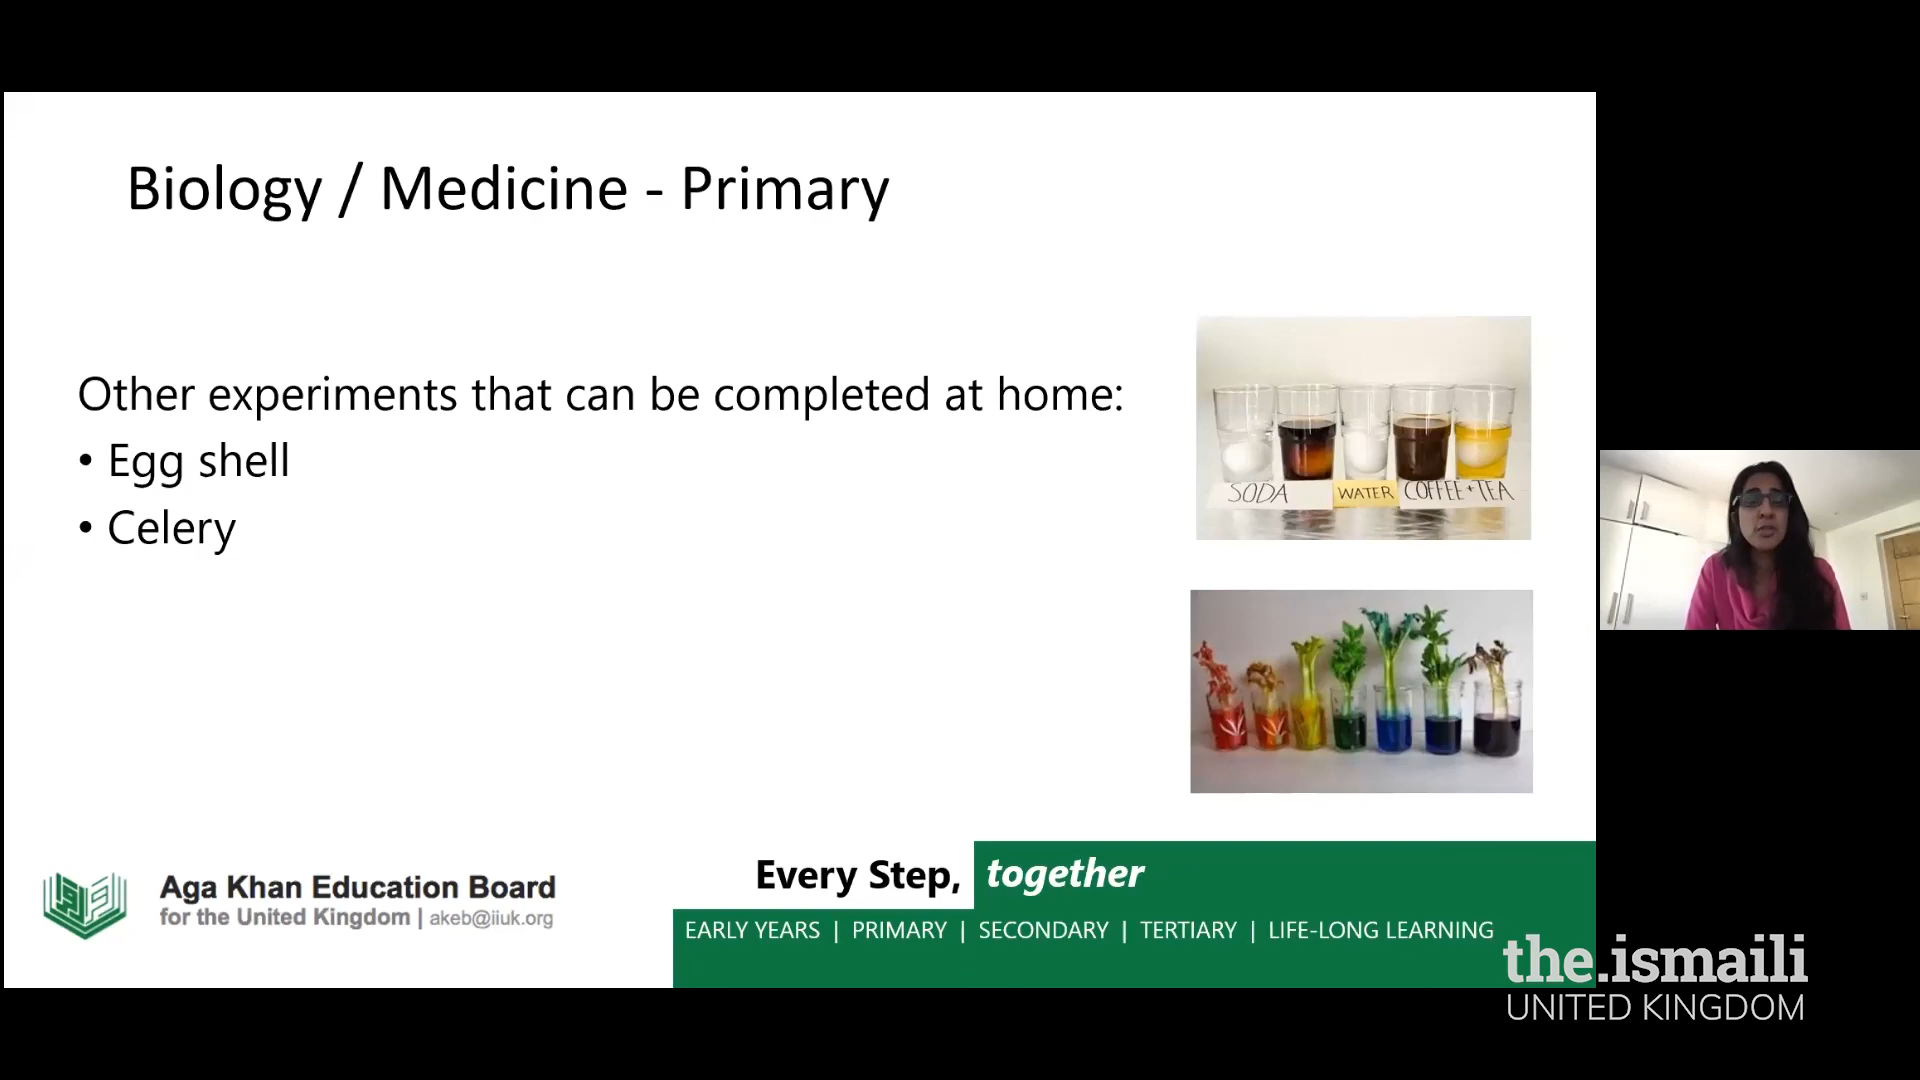 Biology / Medicine - Primary
Other experiments that can be completed at home:
• Egg shell
• Celery
SODA
WATER
COFFEE + TEA
Aga Khan Education Board
for the United Kingdom | akeb@iiuk.org
Every Step, together
EARLY YEARS | PRIMARY | SECONDARY | TERTIARY | LIFE-LONG LEARNING
the.ismaili
UNITED KINGDOM